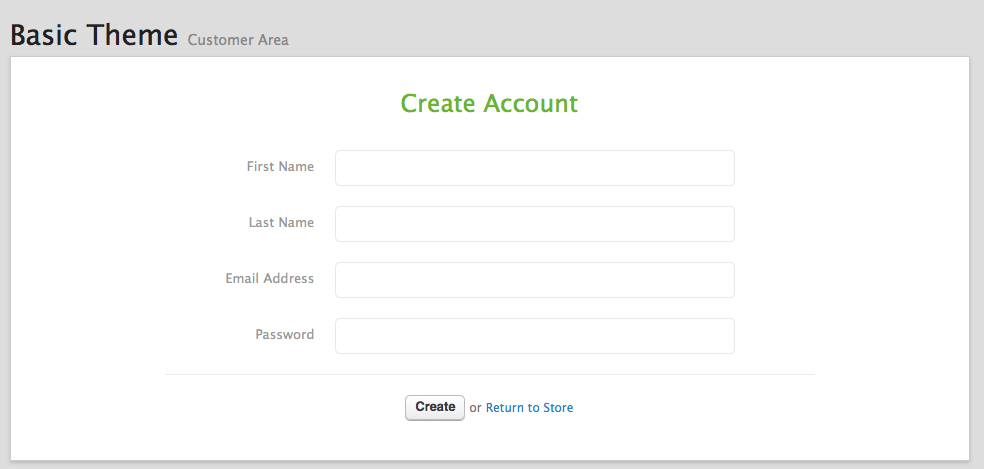 Basic Theme Customer Area
Create Account
First Name
Last Name
Email Address
Password
Create or Return to Store